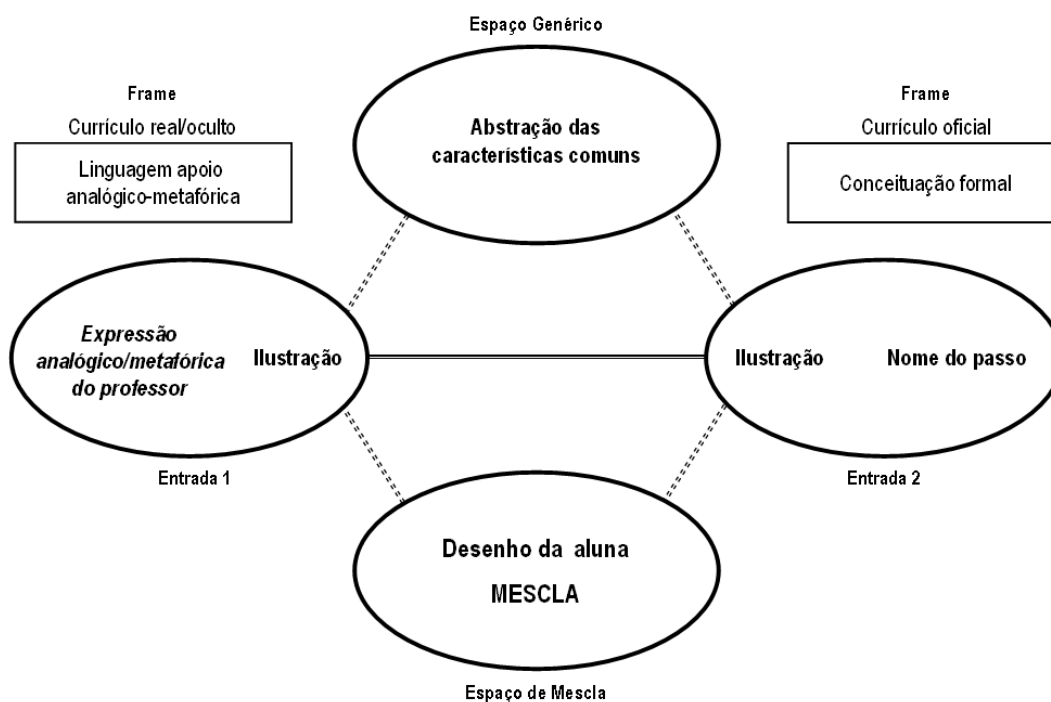 Espaço Genérico
Abstração das
características comuns
Frame
Currículo real/oculto
Linguagem apoio
analógico-metafórica
Frame
Currículo oficial
Conceituação formal
Expressão
analógico/metafórica
do professor
Ilustração
Entrada 1
Ilustração
Nome do passo
Entrada 2
Desenho da aluna
MESCLA
Espaço de Mescla